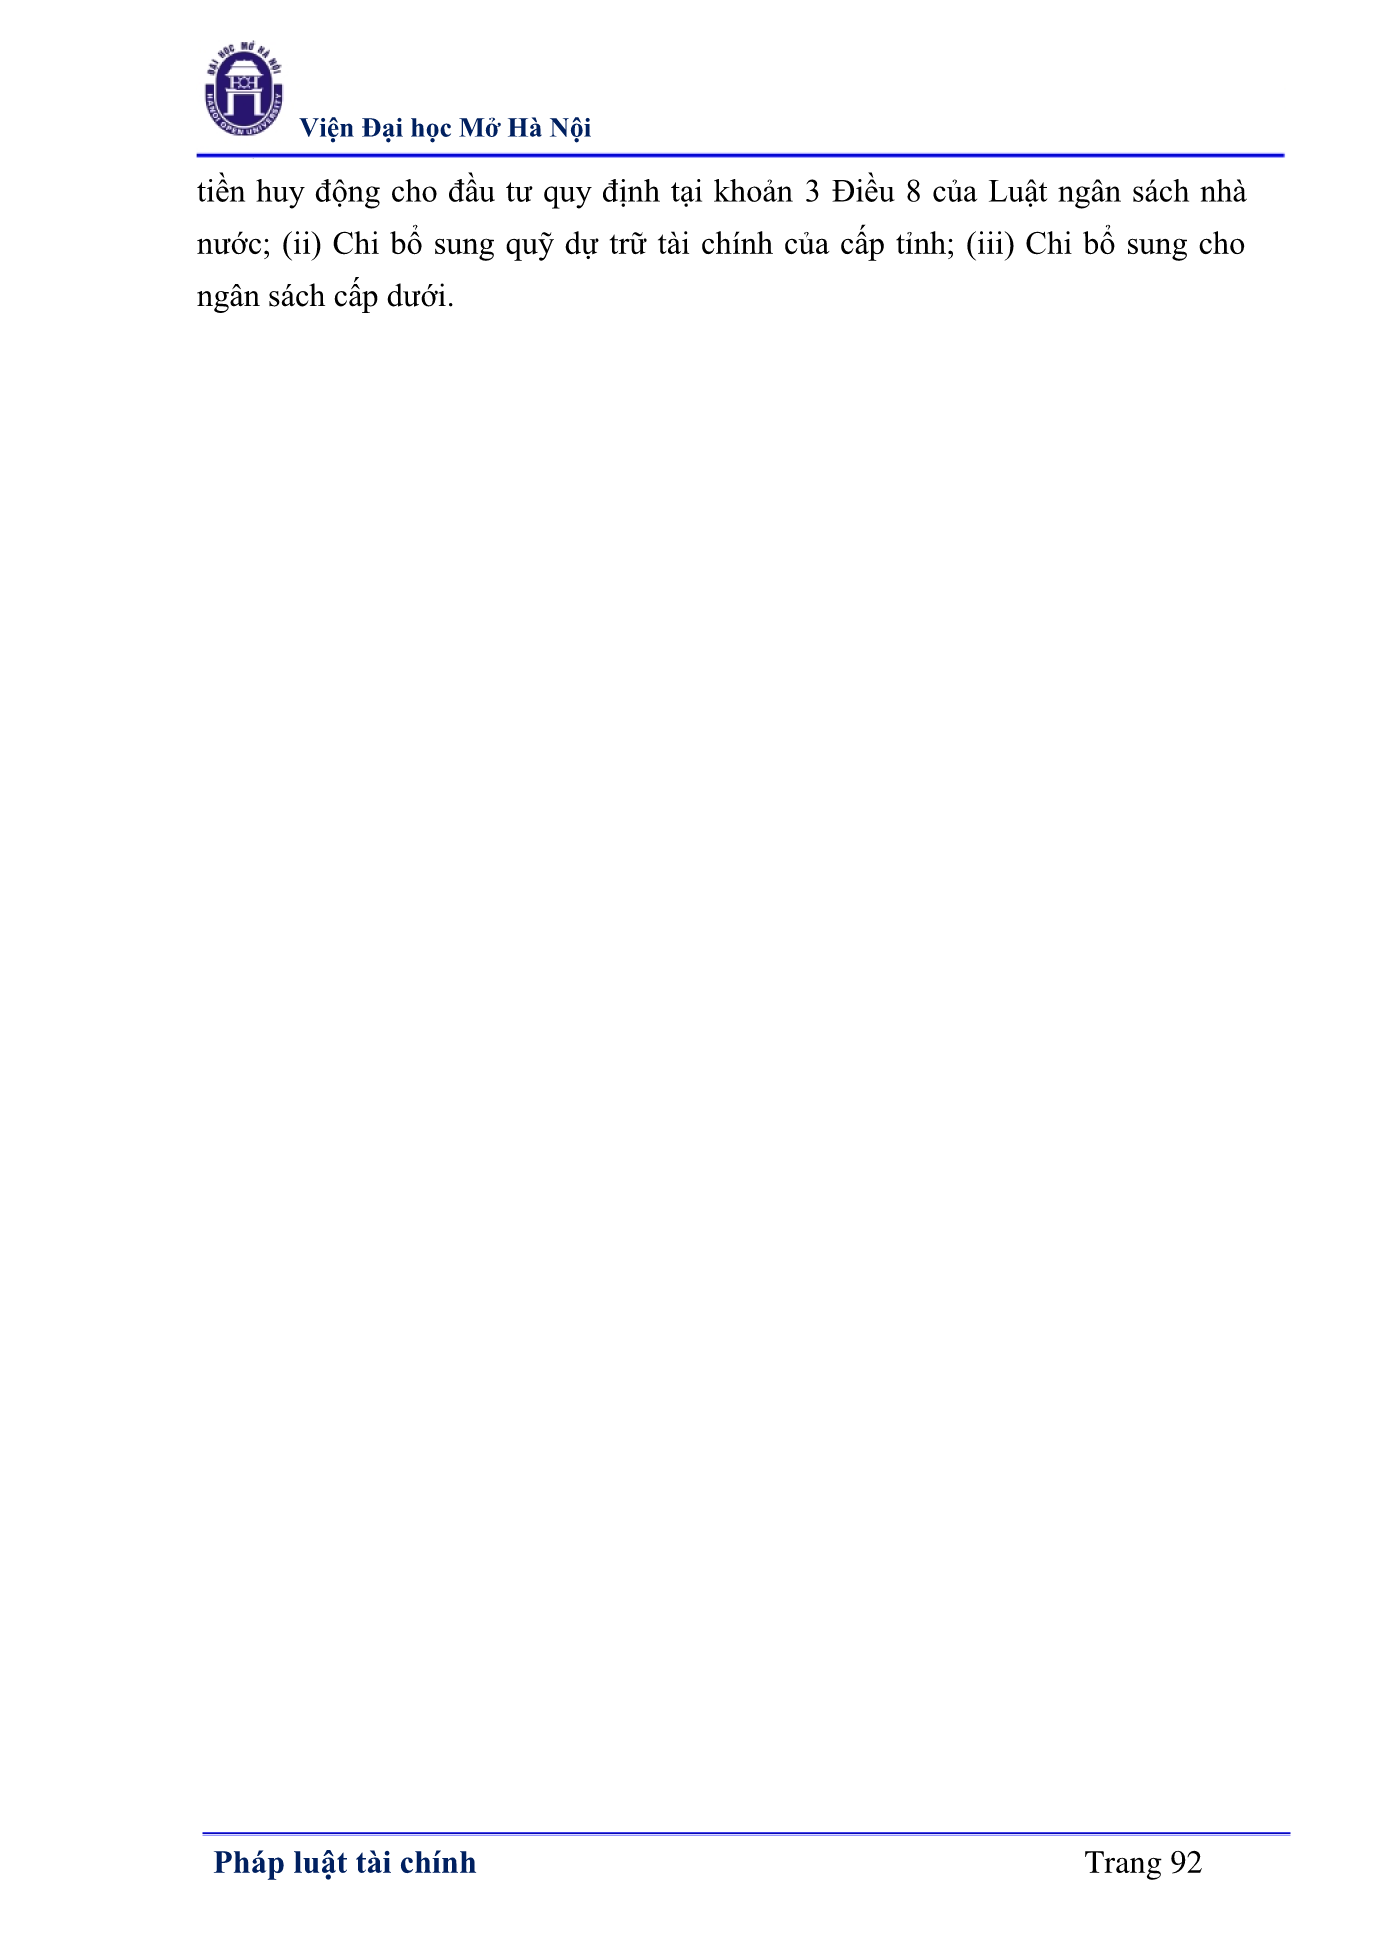 ĐẠI HỌC MỞ HÀ NỘI
HANOI OPEN UNIVERSITY
Viện Đại học Mở Hà Nội
tiền huy động cho đầu tư quy định tại khoản 3 Điều 8 của Luật ngân sách nhà
nước; (ii) Chi bổ sung quỹ dự trữ tài chính của cấp tỉnh; (iii) Chi bổ sung cho
ngân sách cấp dưới.
Pháp luật tài chính
Trang 92